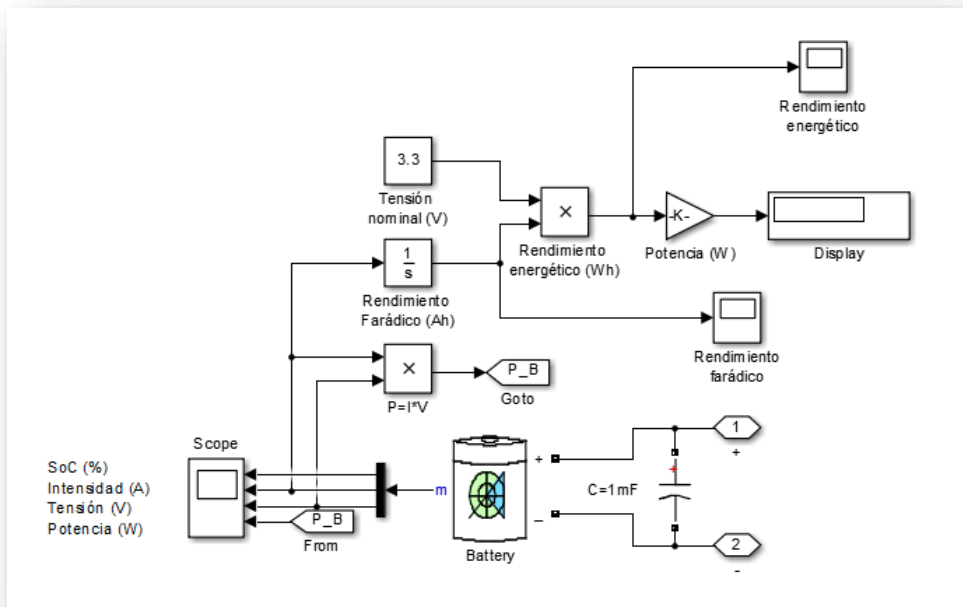 Rendimiento
energético
3.3
Tensión
nominal (V)
×
Rendimiento
energético (Wh)
-K-
Potencia (W)
Display
1
s
Rendimiento
Farádico (Ah)
Rendimiento
farádico
×
P=I*V
P_B
Goto
Scope
SoC (%)
Intensidad (A)
Tensión (V)
Potencia (W)
P_B
From
m
+
_
Battery
C=1mF
+
1
+
2
-